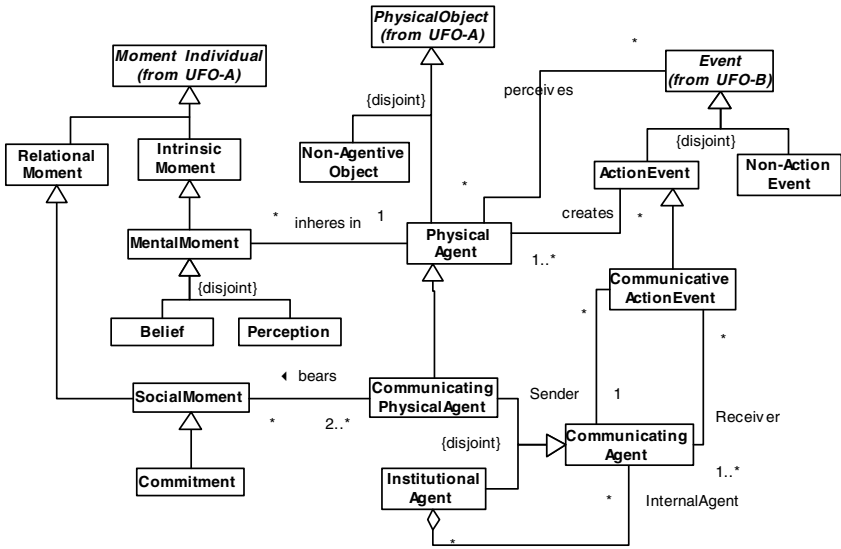 PhysicalObject
(from UFO-A)
Moment Individual
(from UFO-A)
*
Event
(from UFO-B)
perceives
{disjoint}
{disjoint}
Relational
Moment
Intrinsic
Moment
Non-Agentive
Object
ActionEvent
Non-Action
Event
*
creates
*
*
inheres in
1
MentalMoment
Physical
Agent
1..*
{disjoint}
Communicative
ActionEvent
Belief
Perception
*
*
bears
SocialMoment
Communicating
PhysicalAgent
Sender
1
*
2..*
Receiver
{disjoint}
Communicating
Agent
1..*
Commitment
Institutional
Agent
*
InternalAgent
*